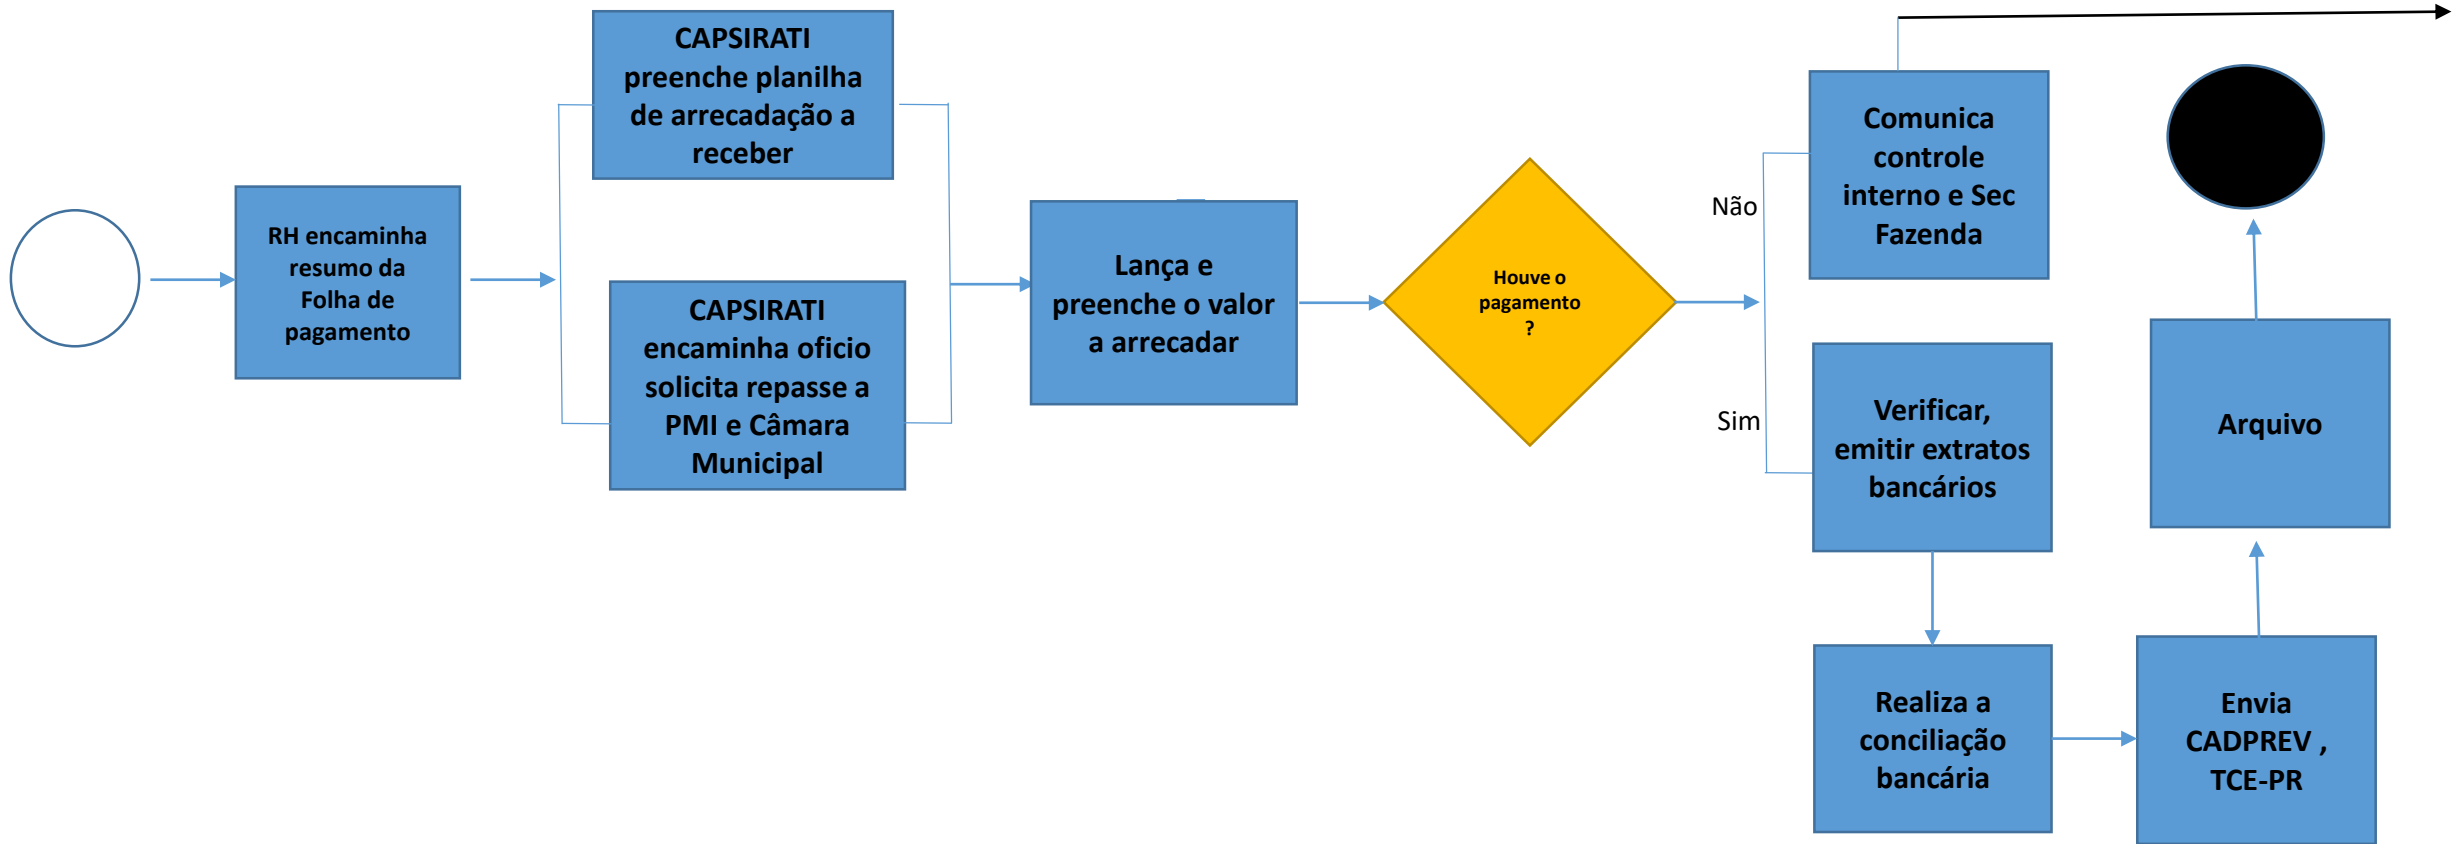 RH encaminha
resumo da
Folha de
pagamento
CAPSIRATI
preenche planilha
de arrecadação a
receber
CAPSIRATI
encaminha oficio
solicita repasse a
PMI e Câmara
Municipal
Lança e
preenche o valor
a arrecadar
Houve o
pagamento
?
Não
Comunica
controle
interno e Sec
Fazenda
Sim
Verificar,
emitir extratos
bancários
Realiza a
conciliação
bancária
Envia
CADPREV ,
TCE-PR
Arquivo